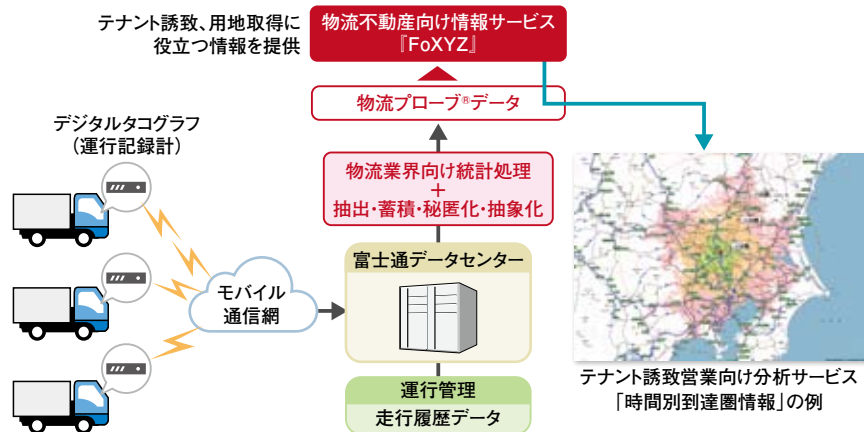 テナント誘致、用地取得に
役立つ情報を提供
物流不動産向け情報サービス
『FoXYZ』
物流プローブ®データ
デジタルタコグラフ
（運行記録計）
物流業界向け統計処理
＋
抽出・蓄積・秘匿化・抽象化
富士通データセンター
モバイル
通信網
運行管理
走行履歴データ
テナント誘致営業向け分析サービス
「時間別到達圏情報」の例